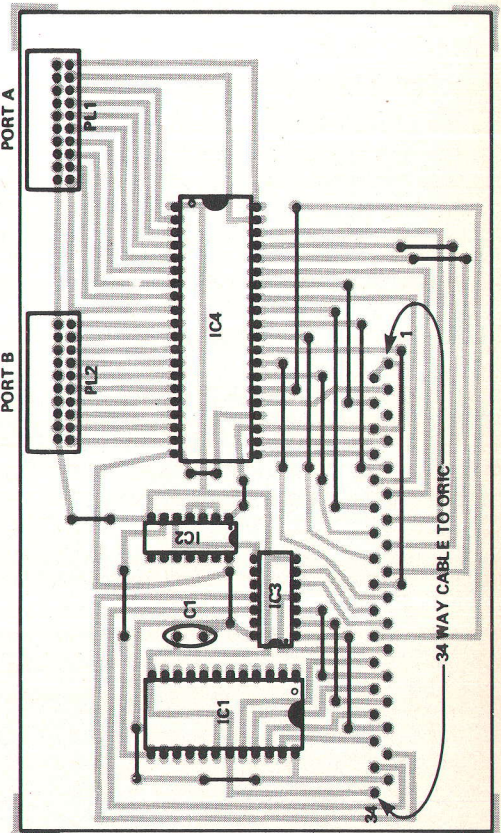 PORT A
PL1
PORT B
PL2
IC4
IC2
IC3
C1
IC1
1
34 WAY CABLE TO ORIC
34